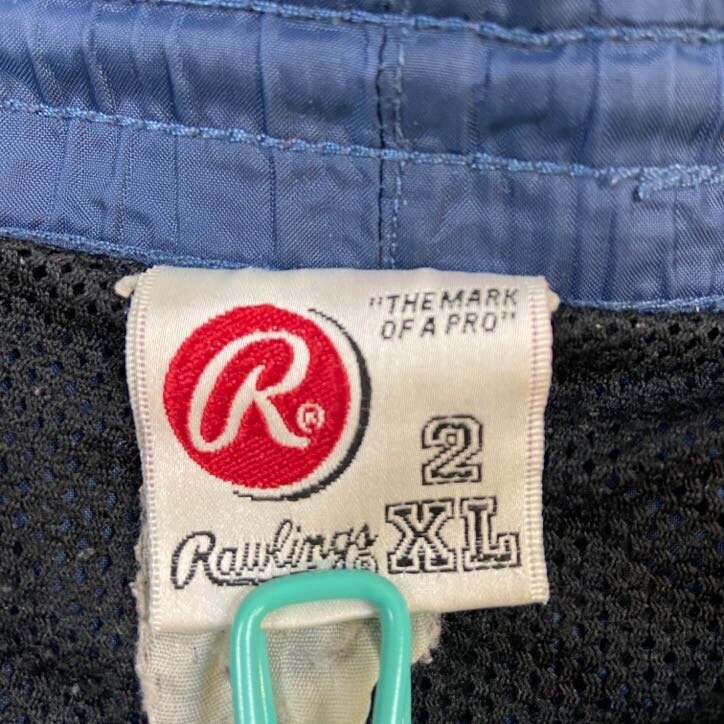 "THE MARK
OF A PRO"
R®
2
XL
Rawlings®